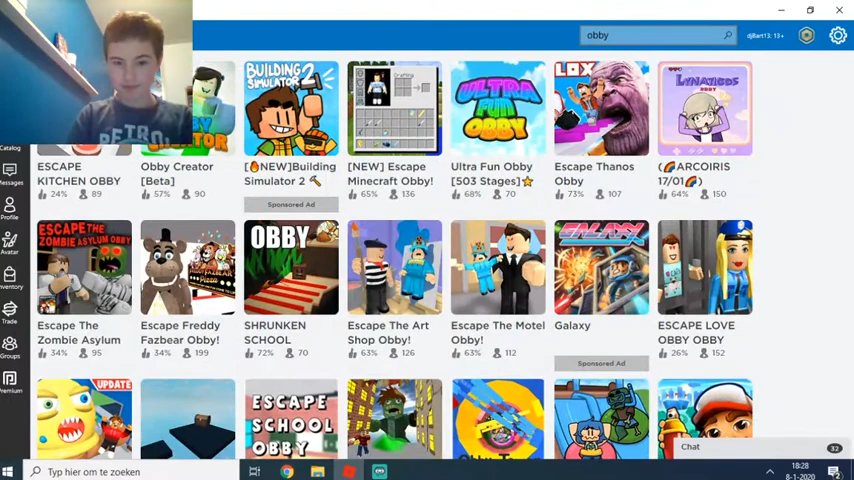 obby
djBart13: 13+
PETROL
BUILDING
SIMULATOR
2
Crafting
ULTRA
FUN
OBBY
LOX
LYNATICOS
OBBY
Catalog
Messages
Profile
Avatar
nventory
Trade
Groups
Premium
ESCAPE
KITCHEN OBBY
24% 89
Obby Creator
[Beta]
57% 90
[🔥NEW]Building
Simulator 2 🔨
Sponsored Ad
[NEW] Escape
Minecraft Obby!
65% 136
Ultra Fun Obby
[503 Stages]⭐
68% 70
Escape Thanos
Obby
73% 107
(🌈ARCOIRIS
17/01🌈)
64% 150
ESCAPE THE
ZOMBIE ASYLUM OBBY
OBBY
GALAXY
Escape The
Zombie Asylum
34% 95
Escape Freddy
Fazbear Obby!
34% 199
SHRUNKEN
SCHOOL
72% 70
Escape The Art
Shop Obby!
63% 126
Escape The Motel
Obby!
63% 112
Galaxy
Sponsored Ad
ESCAPE LOVE
OBBY OBBY
26% 152
UPDATE
ESCAPE
SCHOOL
OBBY
Chat
32
Typ hier om te zoeken
18:28
8-1-2020
2